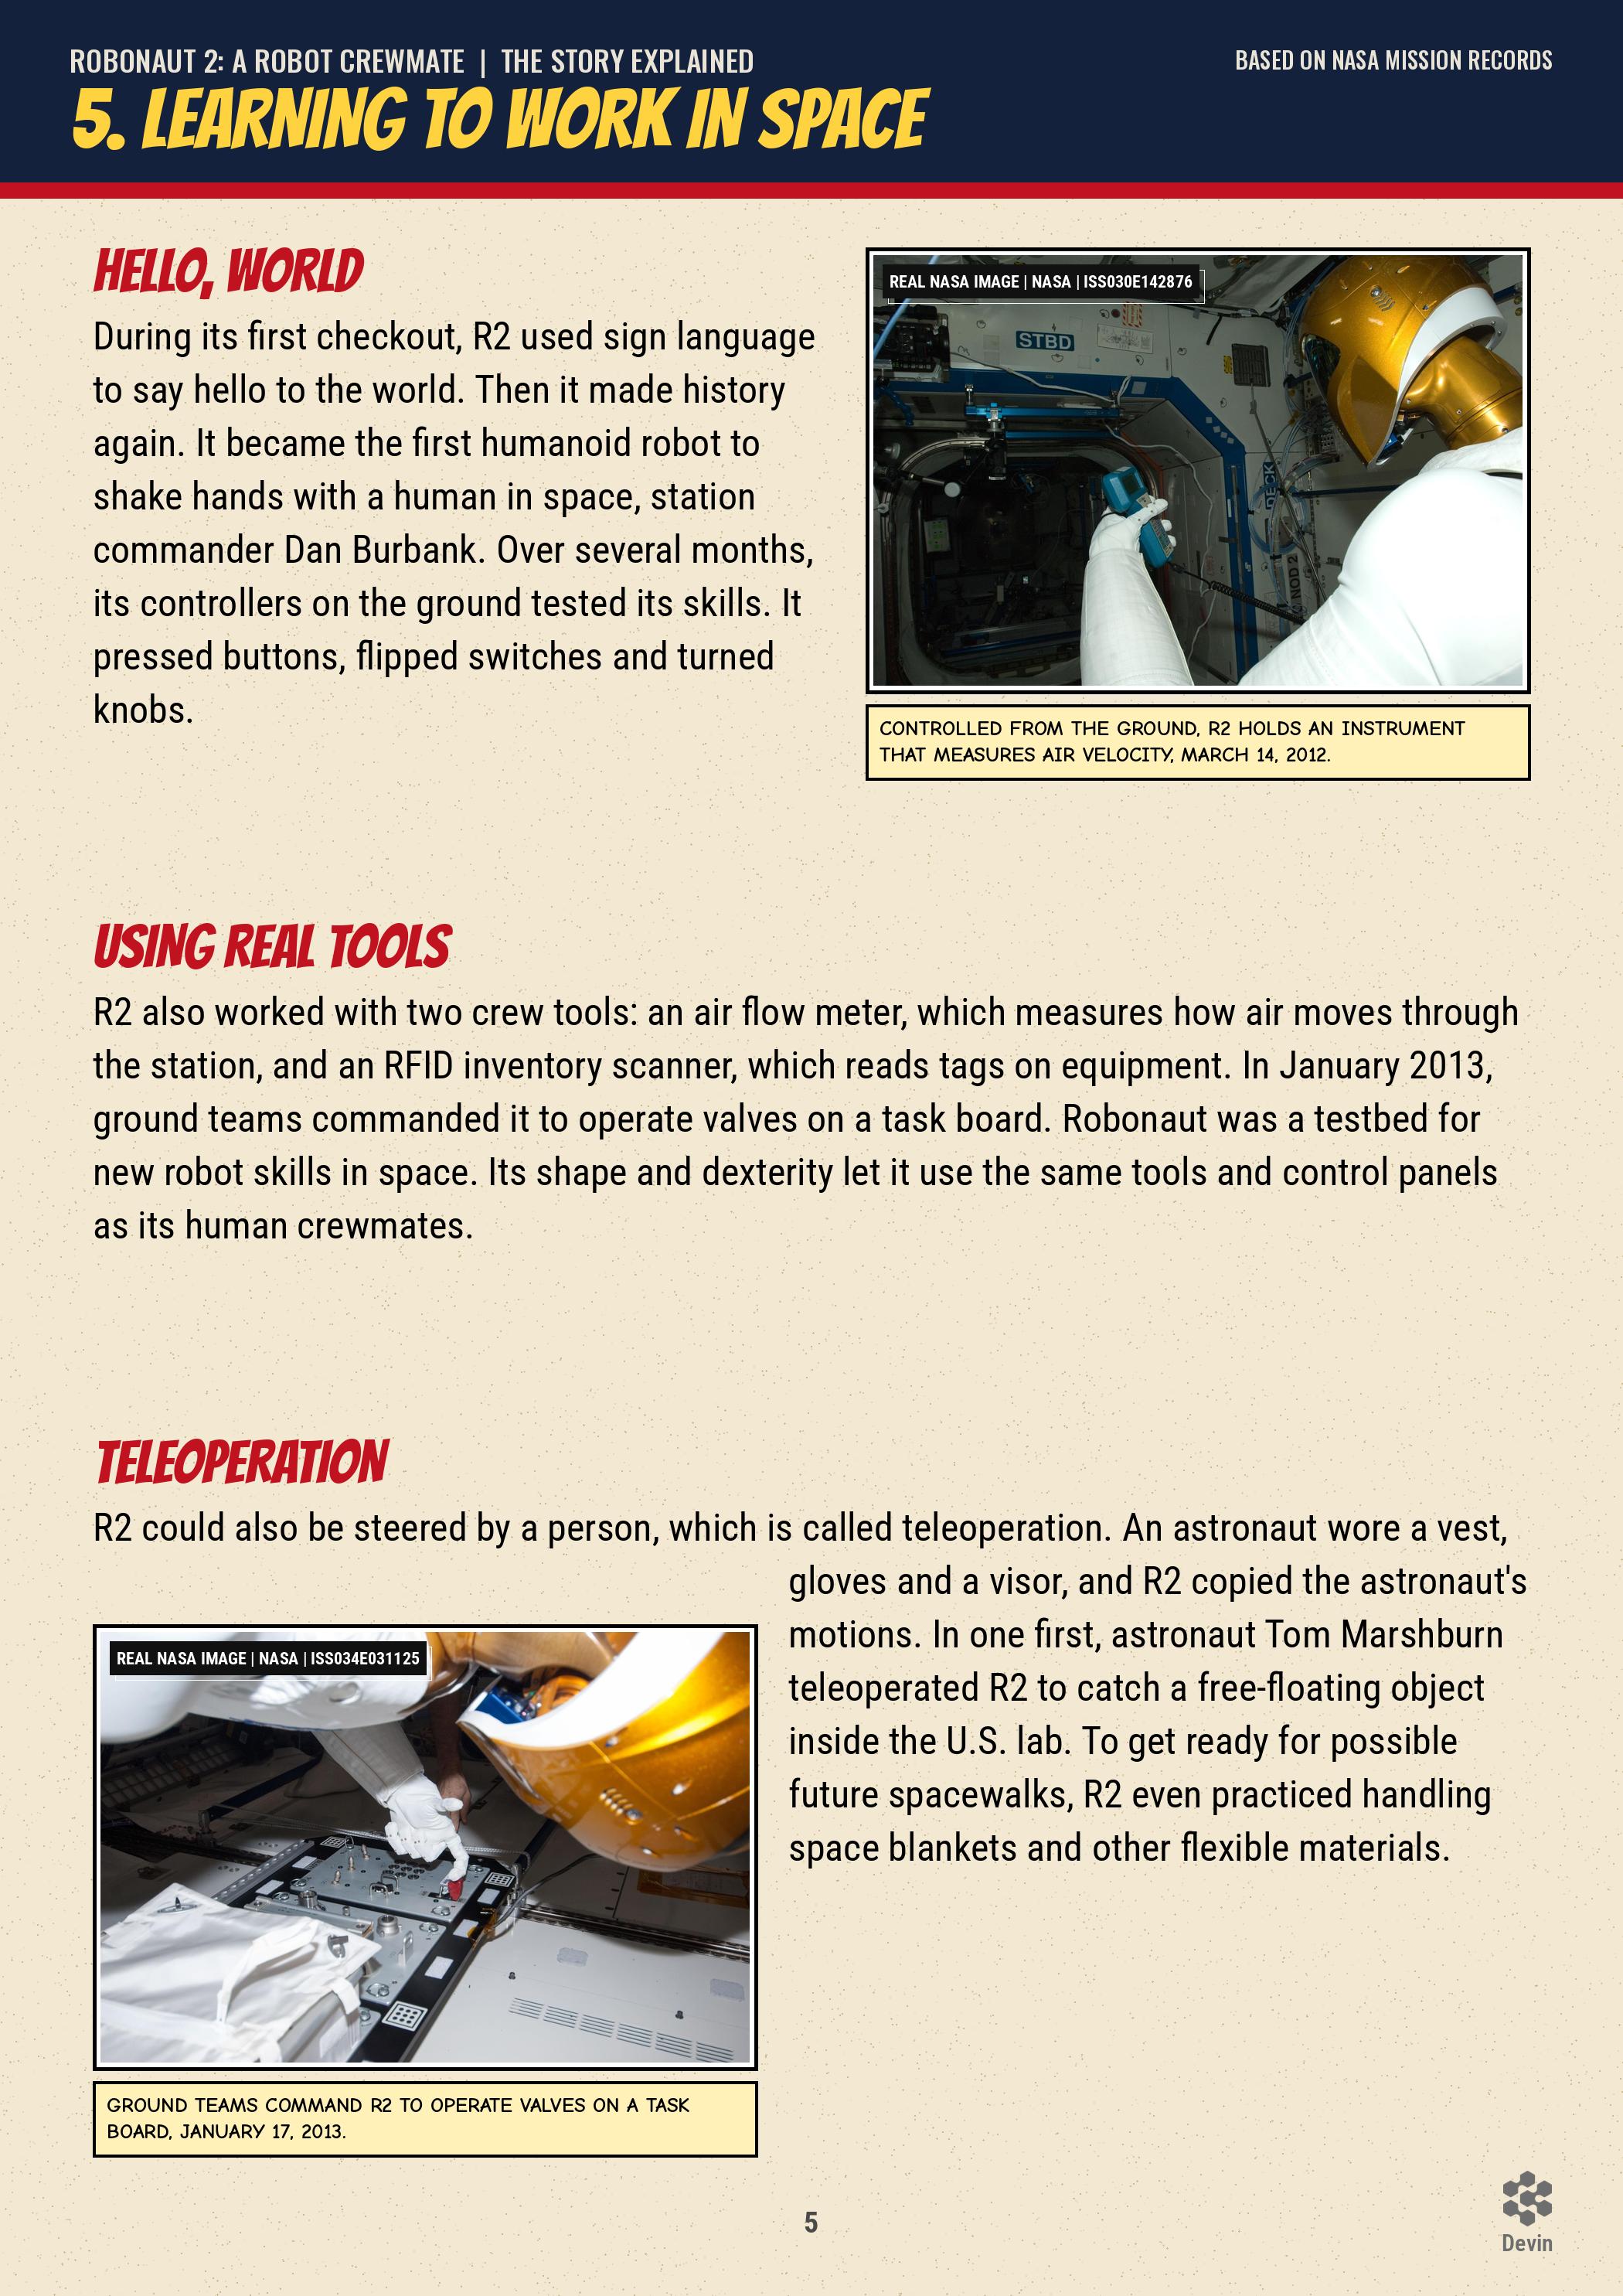 ROBONAUT 2: A ROBOT CREWMATE | THE STORY EXPLAINED
BASED ON NASA MISSION RECORDS
5. LEARNING TO WORK IN SPACE
HELLO, WORLD
During its first checkout, R2 used sign language
to say hello to the world. Then it made history
again. It became the first humanoid robot to
shake hands with a human in space, station
commander Dan Burbank. Over several months,
its controllers on the ground tested its skills. It
pressed buttons, flipped switches and turned
knobs.
REAL NASA IMAGE | NASA | ISS030E142876
STBD
DECK
NOD 2
CONTROLLED FROM THE GROUND, R2 HOLDS AN INSTRUMENT
THAT MEASURES AIR VELOCITY, MARCH 14, 2012.
USING REAL TOOLS
R2 also worked with two crew tools: an air flow meter, which measures how air moves through
the station, and an RFID inventory scanner, which reads tags on equipment. In January 2013,
ground teams commanded it to operate valves on a task board. Robonaut was a testbed for
new robot skills in space. Its shape and dexterity let it use the same tools and control panels
as its human crewmates.
TELEOPERATION
R2 could also be steered by a person, which is called teleoperation. An astronaut wore a vest,
gloves and a visor, and R2 copied the astronaut's
motions. In one first, astronaut Tom Marshburn
teleoperated R2 to catch a free-floating object
inside the U.S. lab. To get ready for possible
future spacewalks, R2 even practiced handling
space blankets and other flexible materials.
REAL NASA IMAGE | NASA | ISS034E031125
GROUND TEAMS COMMAND R2 TO OPERATE VALVES ON A TASK
BOARD, JANUARY 17, 2013.
5
Devin